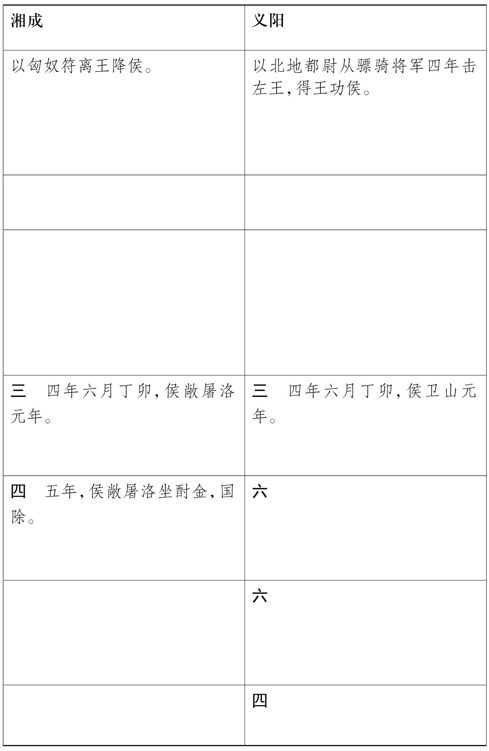 湘成
义阳
以匈奴符离王降侯。
以北地都尉从骠骑将军四年击
左王，得王功侯。
三　四年六月丁卯，侯敞屠洛
元年。
三　四年六月丁卯，侯卫山元
年。
四　五年，侯敞屠洛坐酎金，国
除。
六
六
四